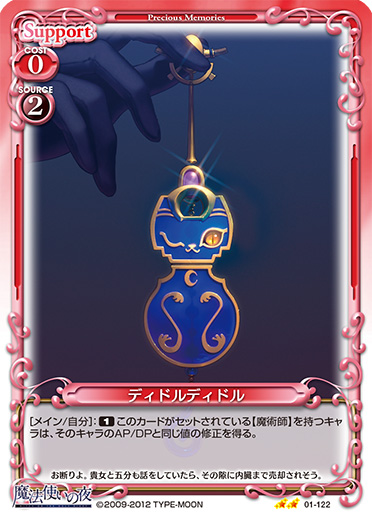 Precious Memories
Support
COST
0
SOURCE
2
ディドルディドル
[メイン/自分]:1このカードがセットされている【魔術師】を持つキャ
ラは、そのキャラのAP/DPと同じ値の修正を得る。
お断りよ。貴女と五分も話をしていたら、その隙に内臓まで売却されそう。
魔法使いの夜
©2009-2012 TYPE-MOON
01-122